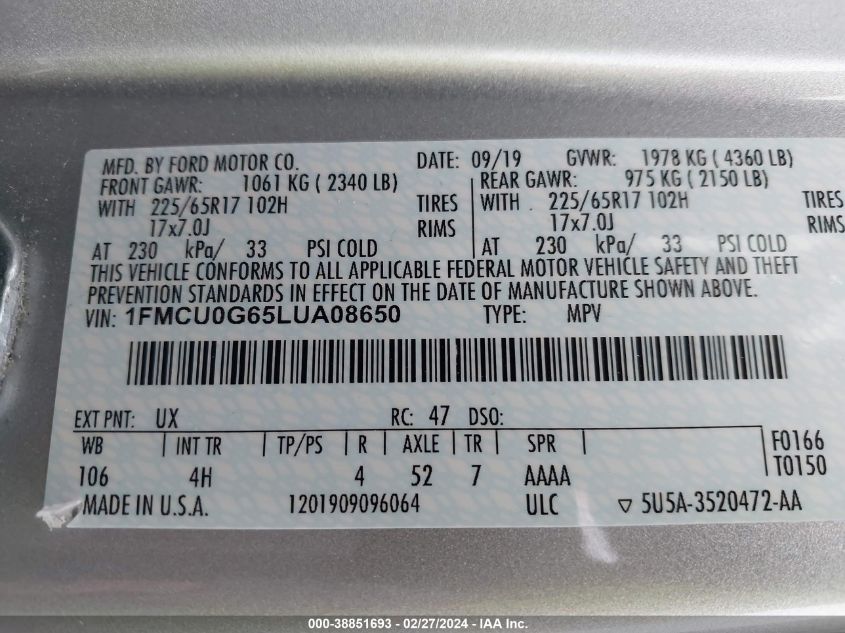 MFD. BY FORD MOTOR CO. DATE: 09/19 GVWR: 1978 KG ( 4360 LB)
FRONT GAWR: 1061 KG ( 2340 LB) REAR GAWR: 975 KG ( 2150 LB)
WITH 225/65R17 102H TIRES WITH 225/65R17 102H TIRES
17x7.0J RIMS 17x7.0J RIMS
AT 230 kPa/ 33 PSI COLD AT 230 kPa/ 33 PSI COLD
THIS VEHICLE CONFORMS TO ALL APPLICABLE FEDERAL MOTOR VEHICLE SAFETY AND THEFT
PREVENTION STANDARDS IN EFFECT ON THE DATE OF MANUFACTURE SHOWN ABOVE.
VIN: 1FMCU0G65LUA08650 TYPE: MPV
EXT PNT: UX RC: 47 DSO:
WB INT TR TP/PS R AXLE TR SPR F0166
106 4H 4 52 7 AAAA T0150
MADE IN U.S.A. 1201909096064 ULC ▽ 5U5A-3520472-AA
000-38851693 - 02/27/2024 - IAA Inc.